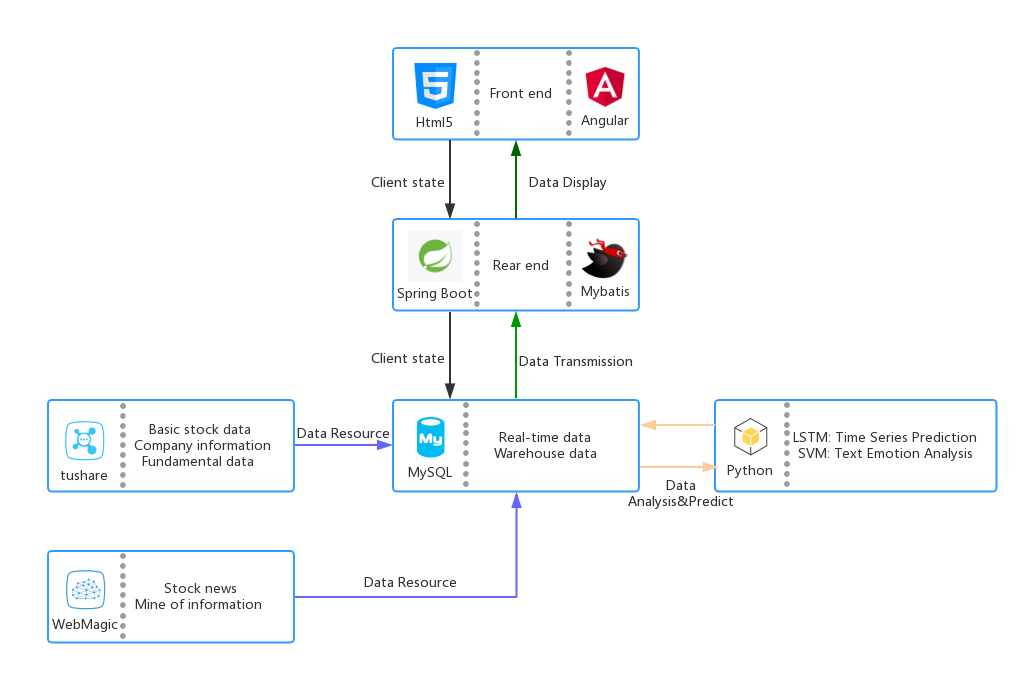 Front end
Html5
Angular
Client state
Data Display
Rear end
Spring Boot
Mybatis
Client state
Data Transmission
Basic stock data
Company information
Fundamental data
tushare
Data Resource
My
MySQL
Real-time data
Warehouse data
Python
LSTM: Time Series Prediction
SVM: Text Emotion Analysis
Data
Analysis&Predict
Stock news
Mine of information
WebMagic
Data Resource